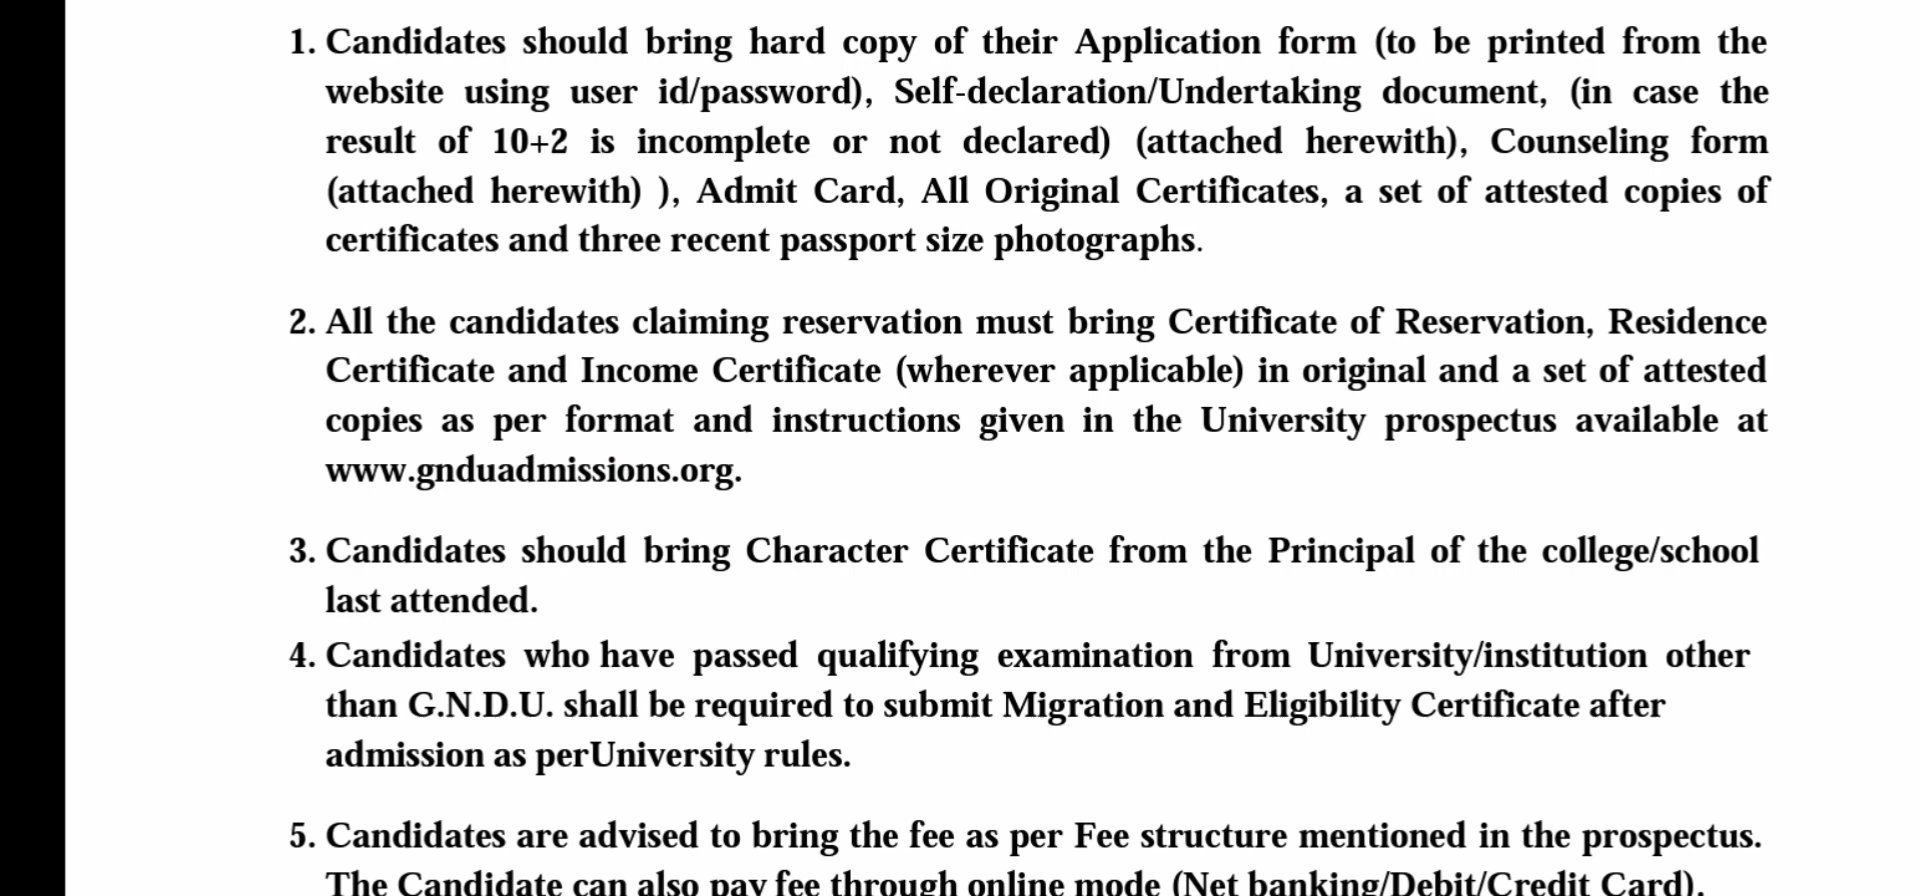 1. Candidates should bring hard copy of their Application form (to be printed from the
website using user id/password), Self-declaration/Undertaking document, (in case the
result of 10+2 is incomplete or not declared) (attached herewith), Counseling form
(attached herewith) ), Admit Card, All Original Certificates, a set of attested copies of
certificates and three recent passport size photographs.
2. All the candidates claiming reservation must bring Certificate of Reservation, Residence
Certificate and Income Certificate (wherever applicable) in original and a set of attested
copies as per format and instructions given in the University prospectus available at
www.gnduadmissions.org.
3. Candidates should bring Character Certificate from the Principal of the college/school
last attended.
4. Candidates who have passed qualifying examination from University/institution other
than G.N.D.U. shall be required to submit Migration and Eligibility Certificate after
admission as perUniversity rules.
5. Candidates are advised to bring the fee as per Fee structure mentioned in the prospectus.
The Candidate can also pay fee through online mode (Net banking/Debit/Credit Card).